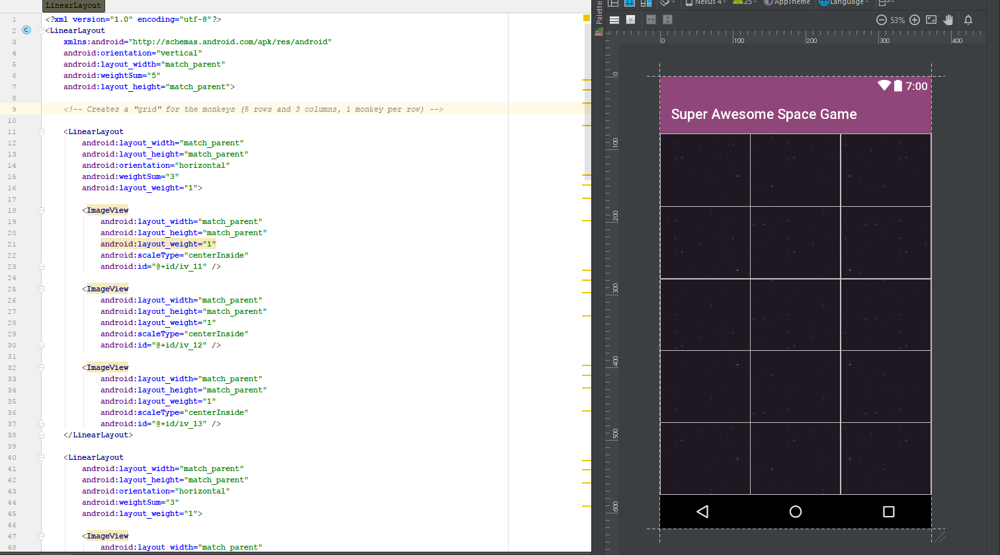 LinearLayout
1 <?xml version="1.0" encoding="utf-8"?>
2 C <LinearLayout
3 xmlns:android="http://schemas.android.com/apk/res/android"
4 android:orientation="vertical"
5 android:layout_width="match_parent"
6 android:weightSum="5"
7 android:layout_height="match_parent">
8
9 <!-- Creates a "grid" for the monkeys (5 rows and 3 columns, 1 monkey per row) -->
10
11 <LinearLayout
12 android:layout_width="match_parent"
13 android:layout_height="match_parent"
14 android:orientation="horizontal"
15 android:weightSum="3"
16 android:layout_weight="1">
17
18 <ImageView
19 android:layout_width="match_parent"
20 android:layout_height="match_parent"
21 android:layout_weight="1"
22 android:scaleType="centerInside"
23 android:id="@+id/iv_11" />
24
25 <ImageView
26 android:layout_width="match_parent"
27 android:layout_height="match_parent"
28 android:layout_weight="1"
29 android:scaleType="centerInside"
30 android:id="@+id/iv_12" />
31
32 <ImageView
33 android:layout_width="match_parent"
34 android:layout_height="match_parent"
35 android:layout_weight="1"
36 android:scaleType="centerInside"
37 android:id="@+id/iv_13" />
38 </LinearLayout>
39
40 <LinearLayout
41 android:layout_width="match_parent"
42 android:layout_height="match_parent"
43 android:orientation="horizontal"
44 android:weightSum="3"
45 android:layout_weight="1">
46
47 <ImageView
48 android:layout_width="match_parent"
Palette
Nexus 4 25 AppTheme Language
53%
0 100 200 300 400
0
100
200
300
400
500
600
7:00
Super Awesome Space Game